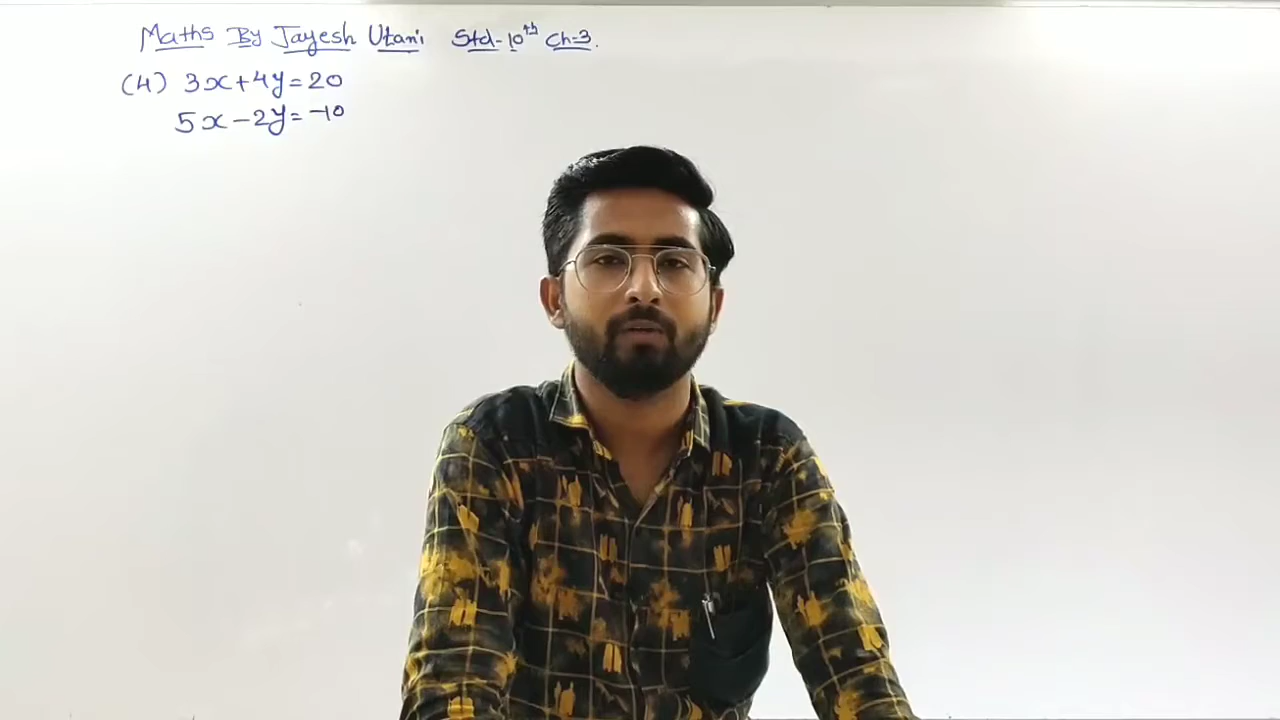 Maths By Jayesh Utani Std-10th Ch-3.
(4) 3x+4y=20
5x-2y=-10